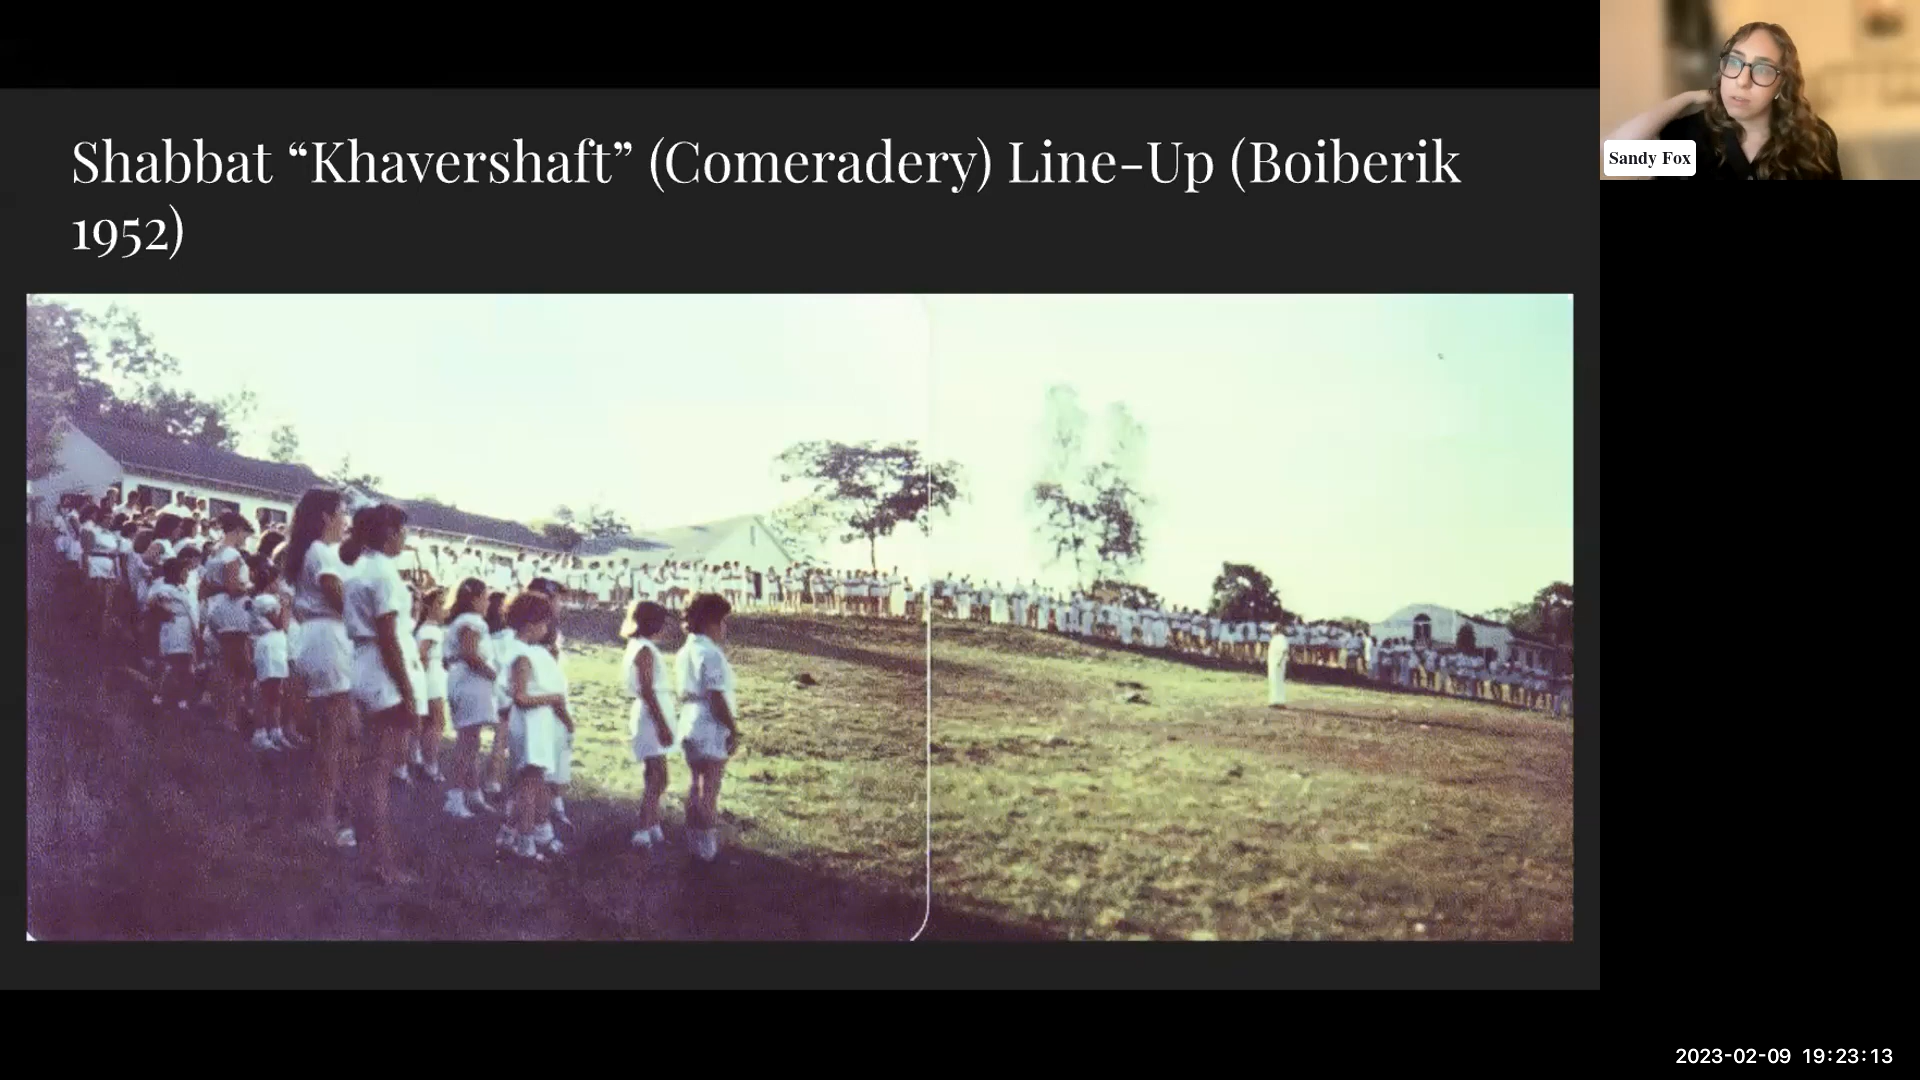 Shabbat “Khavershaft” (Comeradery) Line-Up (Boiberik
1952)
Sandy Fox
2023-02-09 19:23:13